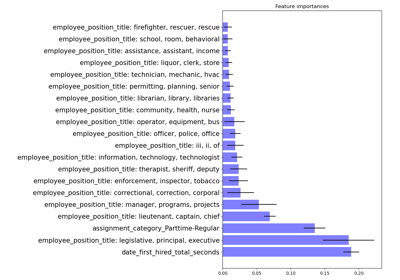 Feature importances
employee_position_title: firefighter, rescuer, rescue
employee_position_title: school, room, behavioral
employee_position_title: assistance, assistant, income
employee_position_title: liquor, clerk, store
employee_position_title: technician, mechanic, hvac
employee_position_title: permitting, planning, senior
employee_position_title: librarian, library, libraries
employee_position_title: community, health, nurse
employee_position_title: operator, equipment, bus
employee_position_title: officer, police, office
employee_position_title: iii, ii, of
employee_position_title: information, technology, technologist
employee_position_title: therapist, sheriff, deputy
employee_position_title: enforcement, inspector, tobacco
employee_position_title: correctional, correction, corporal
employee_position_title: manager, programs, projects
employee_position_title: lieutenant, captain, chief
assignment_category_Parttime-Regular
employee_position_title: legislative, principal, executive
date_first_hired_total_seconds
0.00 0.05 0.10 0.15 0.20